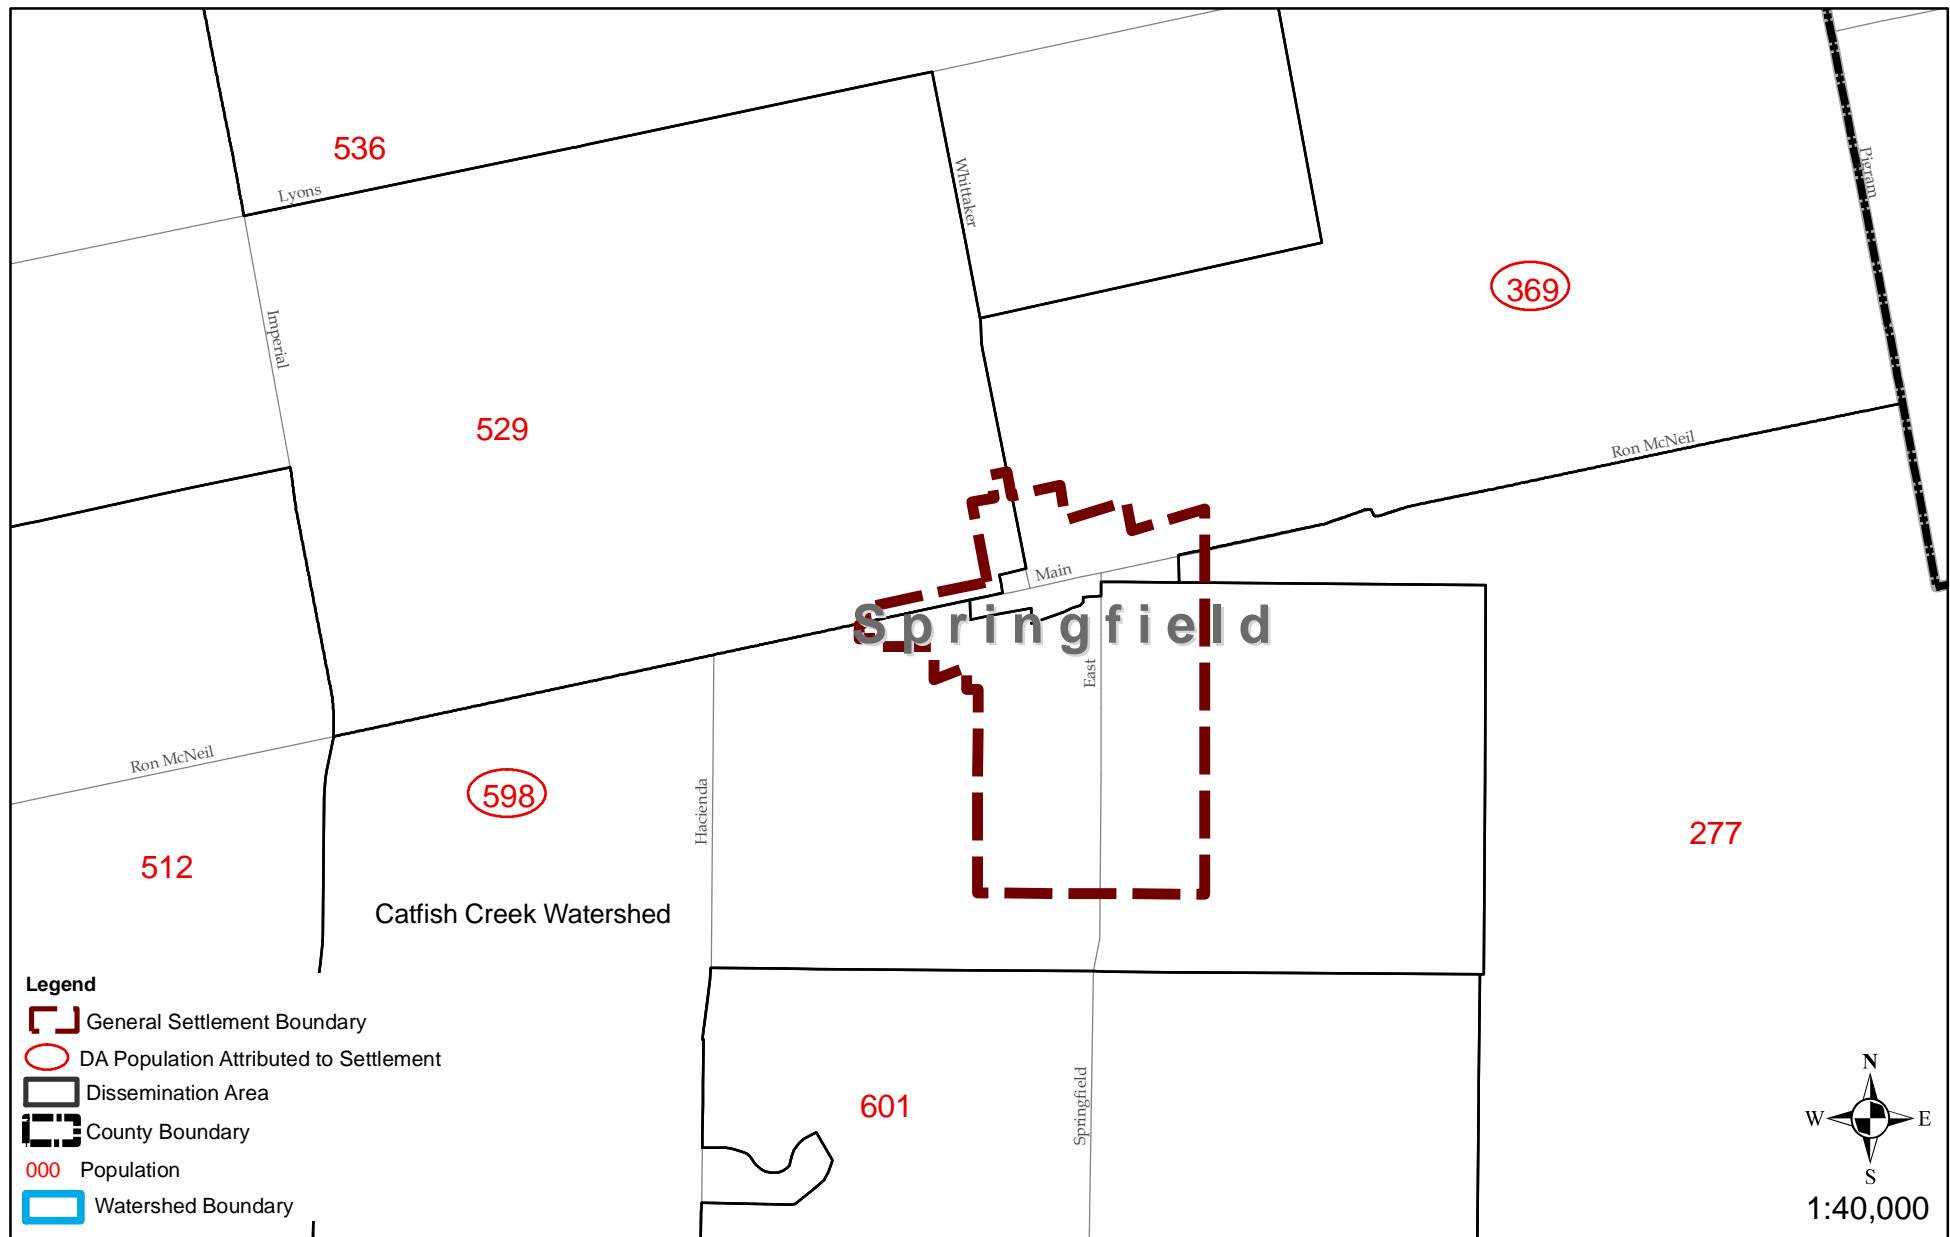 536
Lyons
Whittaker
Pigram
369
Imperial
529
Ron McNeil
Main
Springfield
East
Ron McNeil
598
Hacienda
512
277
Catfish Creek Watershed
Legend
General Settlement Boundary
DA Population Attributed to Settlement
Dissemination Area
County Boundary
000 Population
Watershed Boundary
601
Springfield
N
W E
S
1:40,000